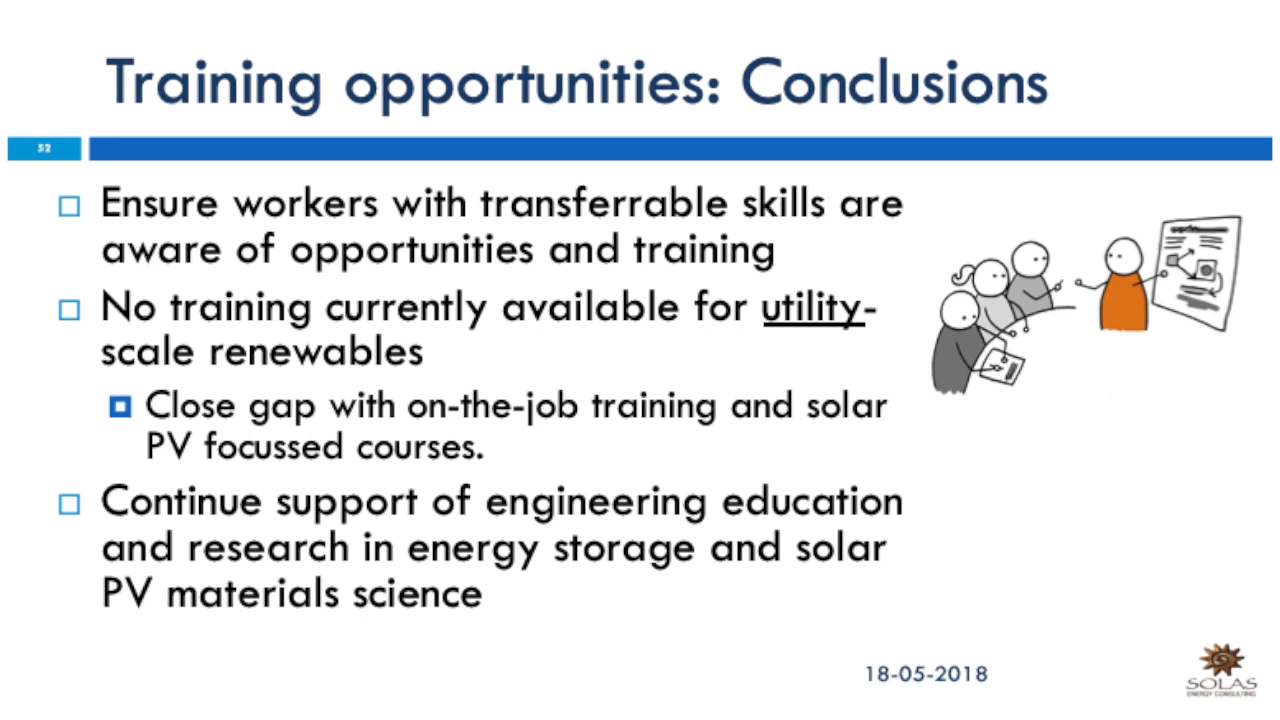 Training opportunities: Conclusions
52
Ensure workers with transferrable skills are
aware of opportunities and training
No training currently available for utility-
scale renewables
Close gap with on-the-job training and solar
PV focussed courses.
Continue support of engineering education
and research in energy storage and solar
PV materials science
18-05-2018
SOLAS
ENERGY CONSULTING